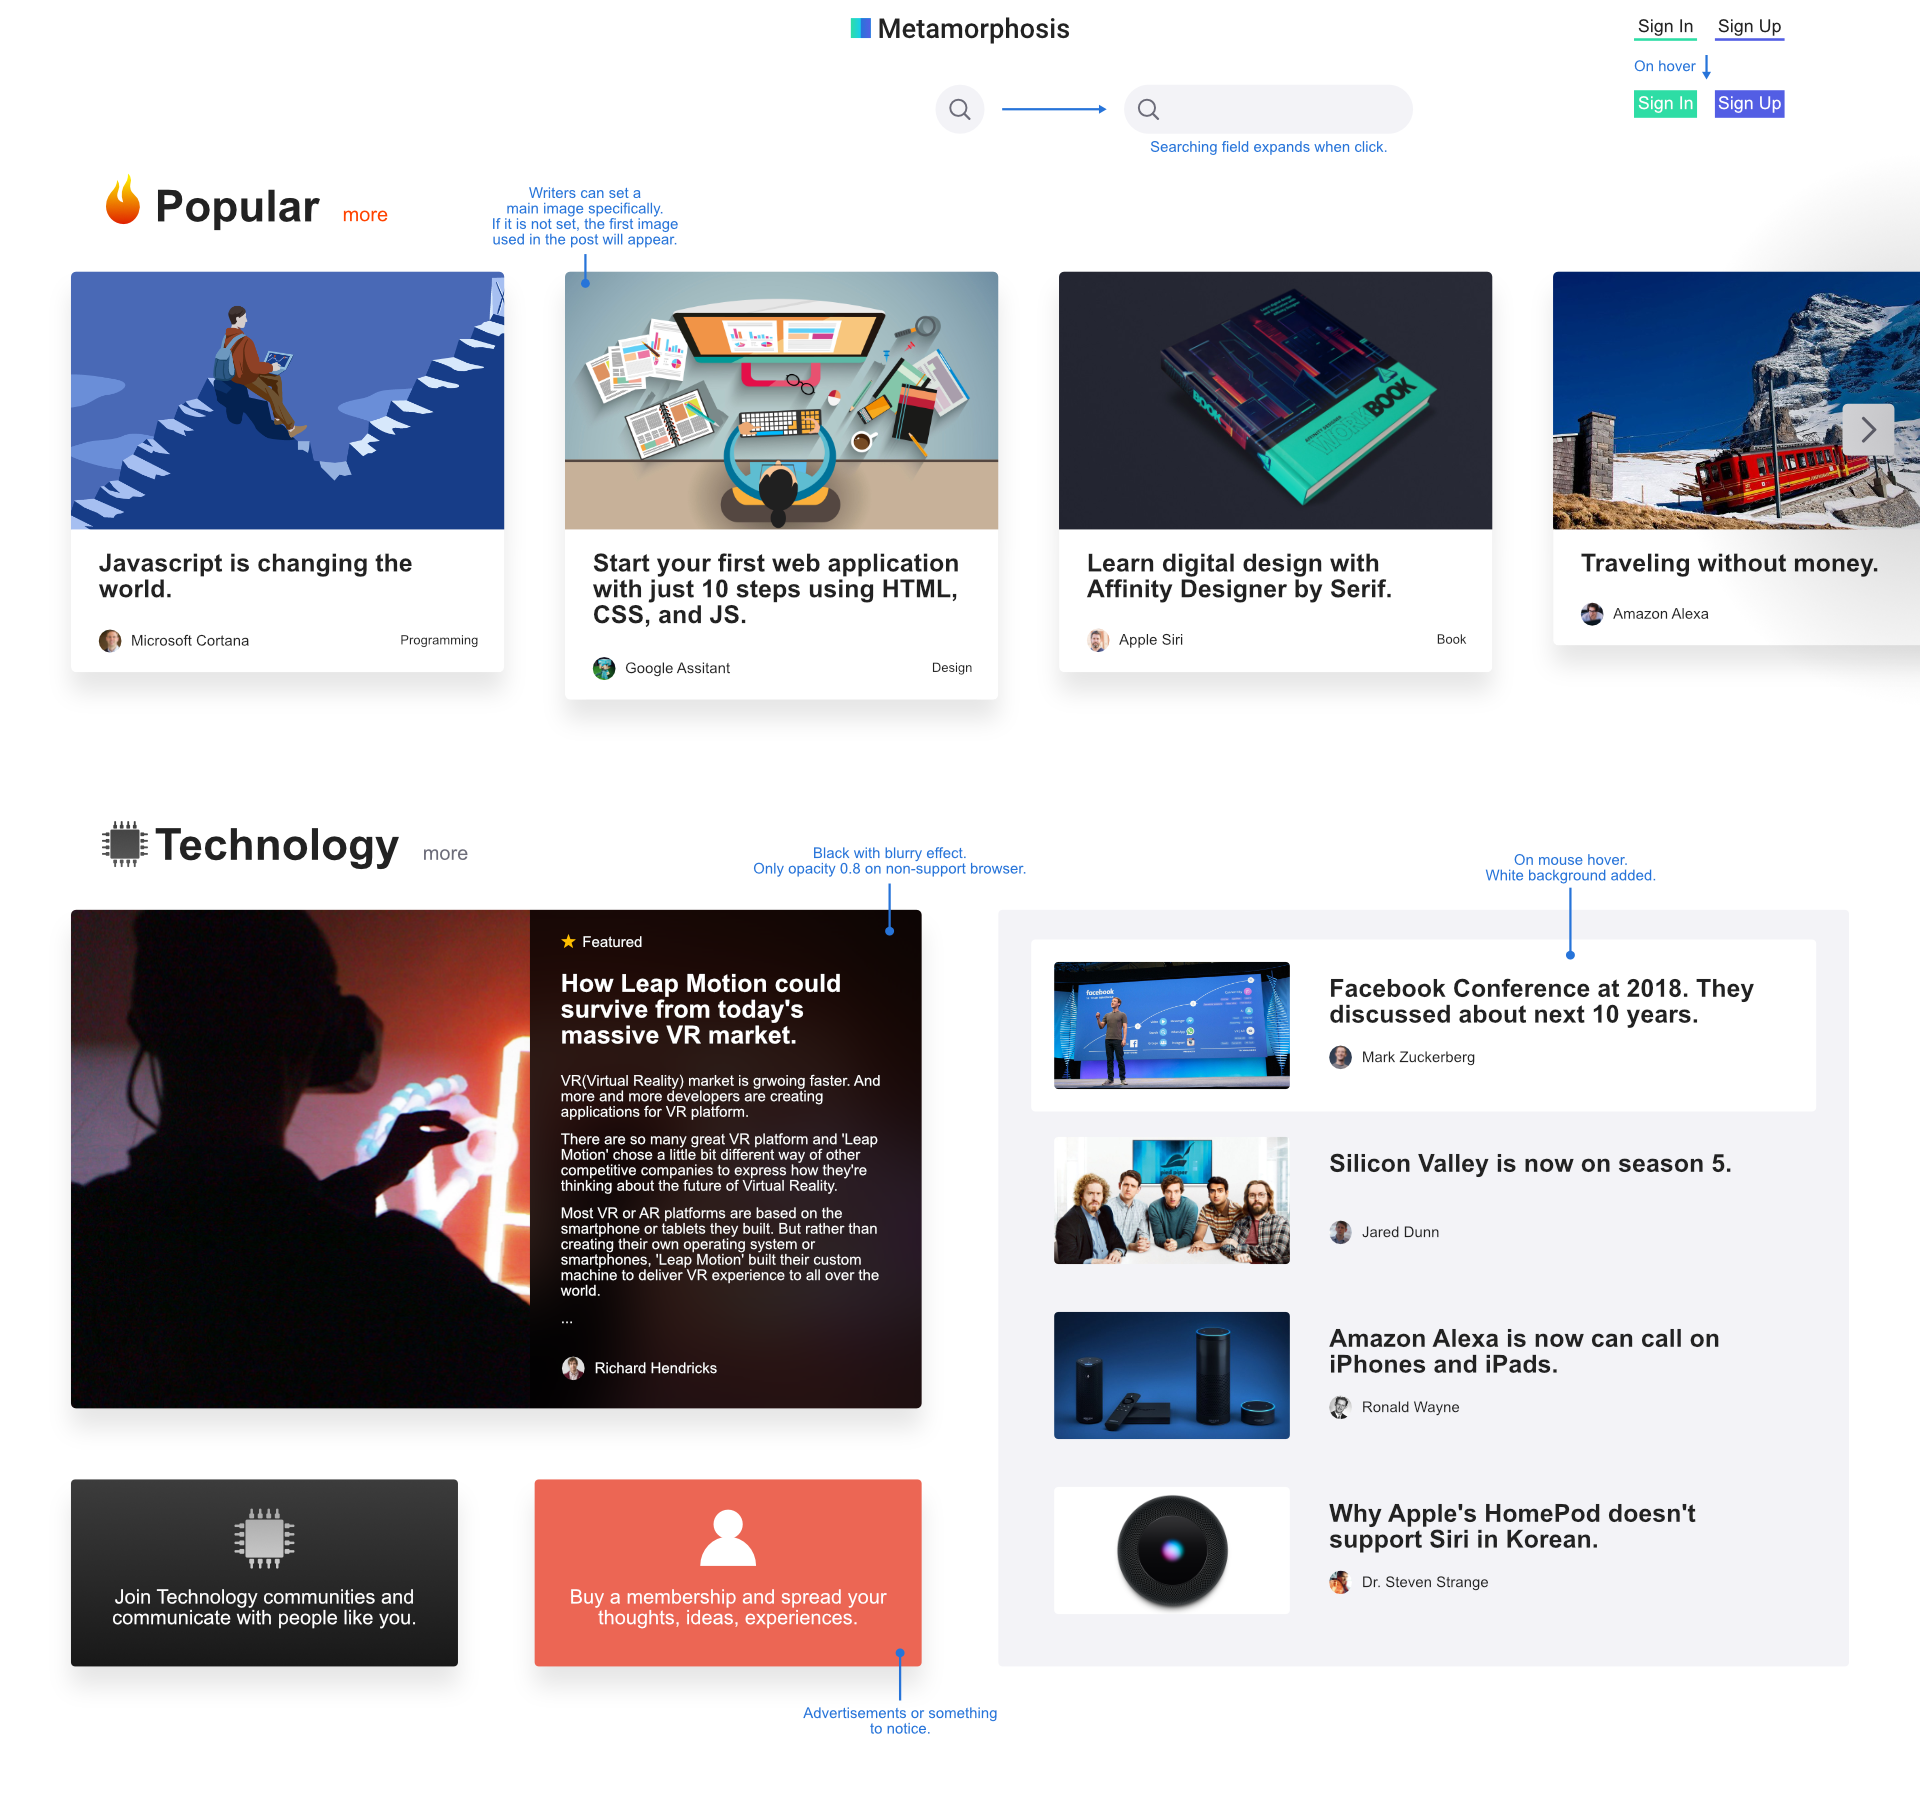 Metamorphosis
Sign In
Sign Up
On hover
Sign In
Sign Up
Searching field expands when click.
Popular
more
Writers can set a
main image specifically.
If it is not set, the first image
used in the post will appear.
BOOK
WORK BOOK
Javascript is changing the
world.
Microsoft Cortana
Programming
Start your first web application
with just 10 steps using HTML,
CSS, and JS.
Google Assitant
Design
Learn digital design with
Affinity Designer by Serif.
Apple Siri
Book
Traveling without money.
Amazon Alexa
Technology
more
Black with blurry effect.
Only opacity 0.8 on non-support browser.
On mouse hover.
White background added.
Featured
How Leap Motion could
survive from today's
massive VR market.
VR(Virtual Reality) market is grwoing faster. And
more and more developers are creating
applications for VR platform.
There are so many great VR platform and 'Leap
Motion' chose a little bit different way of other
competitive companies to express how they're
thinking about the future of Virtual Reality.
Most VR or AR platforms are based on the
smartphone or tablets they built. But rather than
creating their own operating system or
smartphones, 'Leap Motion' built their custom
machine to deliver VR experience to all over the
world.
...
Richard Hendricks
facebook
Facebook Conference at 2018. They
discussed about next 10 years.
Mark Zuckerberg
Silicon Valley is now on season 5.
Jared Dunn
Amazon Alexa is now can call on
iPhones and iPads.
Ronald Wayne
Why Apple's HomePod doesn't
support Siri in Korean.
Dr. Steven Strange
Join Technology communities and
communicate with people like you.
Buy a membership and spread your
thoughts, ideas, experiences.
Advertisements or something
to notice.